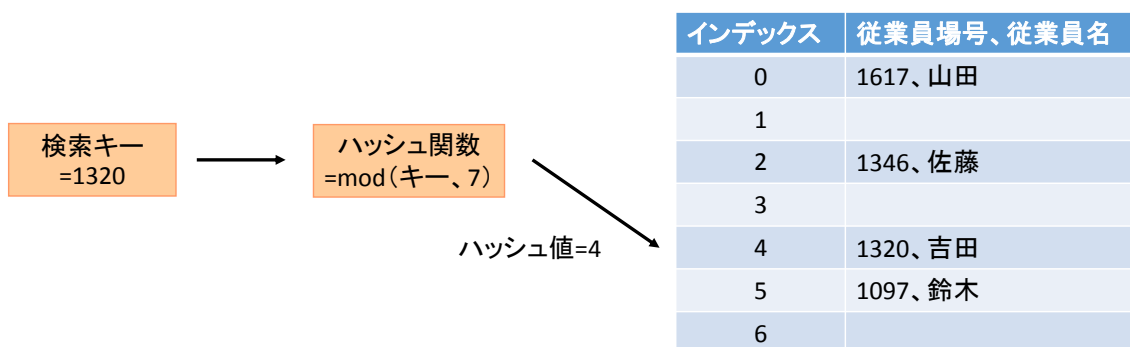 検索キー
=1320
ハッシュ関数
=mod(キー、7)
ハッシュ値=4
インデックス 従業員場号、従業員名
0 1617、山田
1
2 1346、佐藤
3
4 1320、吉田
5 1097、鈴木
6